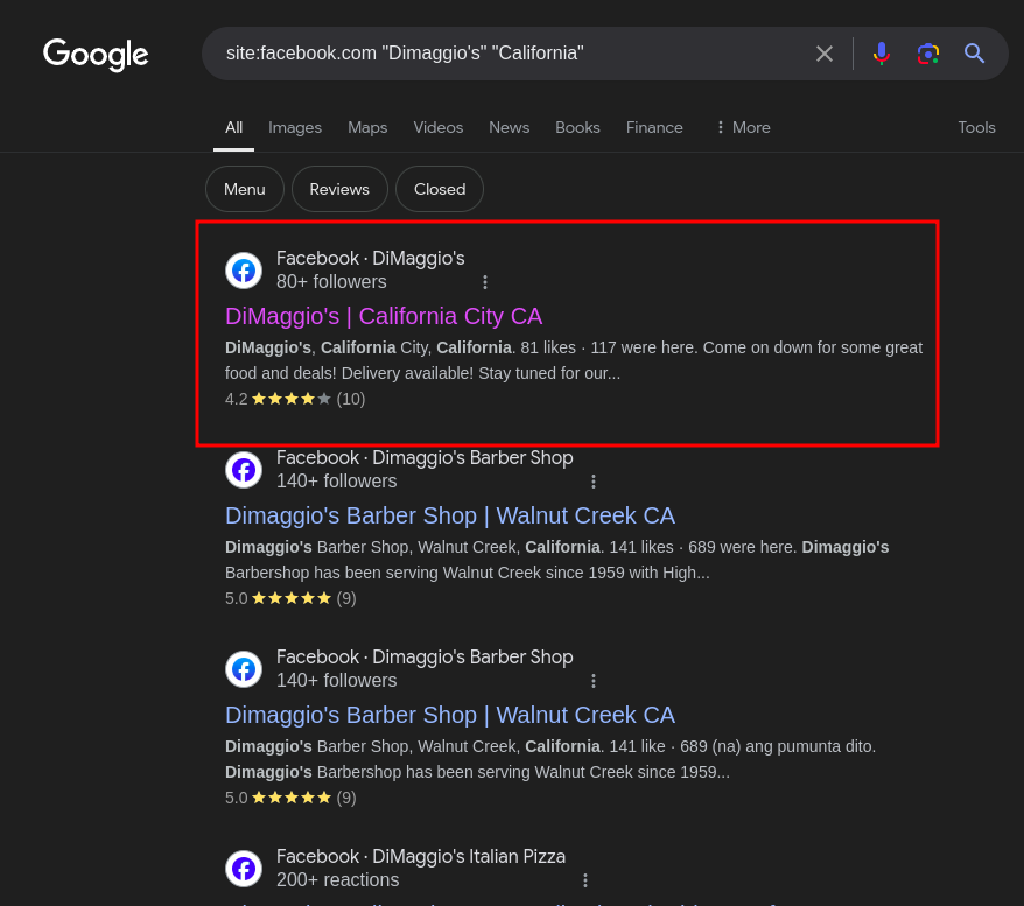 Google
site:facebook.com "Dimaggio's" "California"
All Images Maps Videos News Books Finance More Tools
Menu Reviews Closed
Facebook · DiMaggio's
80+ followers
DiMaggio's | California City CA
DiMaggio's, California City, California. 81 likes · 117 were here. Come on down for some great
food and deals! Delivery available! Stay tuned for our...
4.2 (10)
Facebook · Dimaggio's Barber Shop
140+ followers
Dimaggio's Barber Shop | Walnut Creek CA
Dimaggio's Barber Shop, Walnut Creek, California. 141 likes · 689 were here. Dimaggio's
Barbershop has been serving Walnut Creek since 1959 with High...
5.0 (9)
Facebook · Dimaggio's Barber Shop
140+ followers
Dimaggio's Barber Shop | Walnut Creek CA
Dimaggio's Barber Shop, Walnut Creek, California. 141 like · 689 (na) ang pumunta dito.
Dimaggio's Barbershop has been serving Walnut Creek since 1959...
5.0 (9)
Facebook · DiMaggio's Italian Pizza
200+ reactions